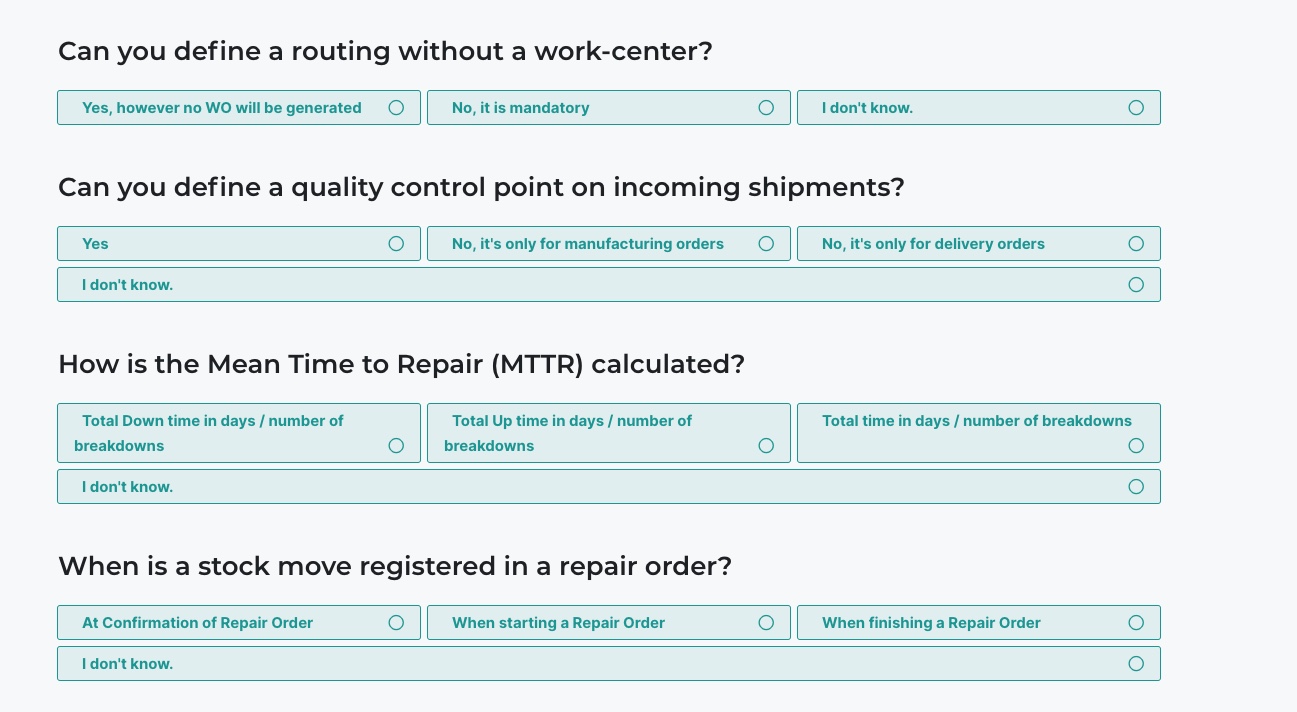 Can you define a routing without a work-center?
Yes, however no WO will be generated
No, it is mandatory
I don't know.
Can you define a quality control point on incoming shipments?
Yes
No, it's only for manufacturing orders
No, it's only for delivery orders
I don't know.
How is the Mean Time to Repair (MTTR) calculated?
Total Down time in days / number of
breakdowns
Total Up time in days / number of
breakdowns
Total time in days / number of breakdowns
I don't know.
When is a stock move registered in a repair order?
At Confirmation of Repair Order
When starting a Repair Order
When finishing a Repair Order
I don't know.